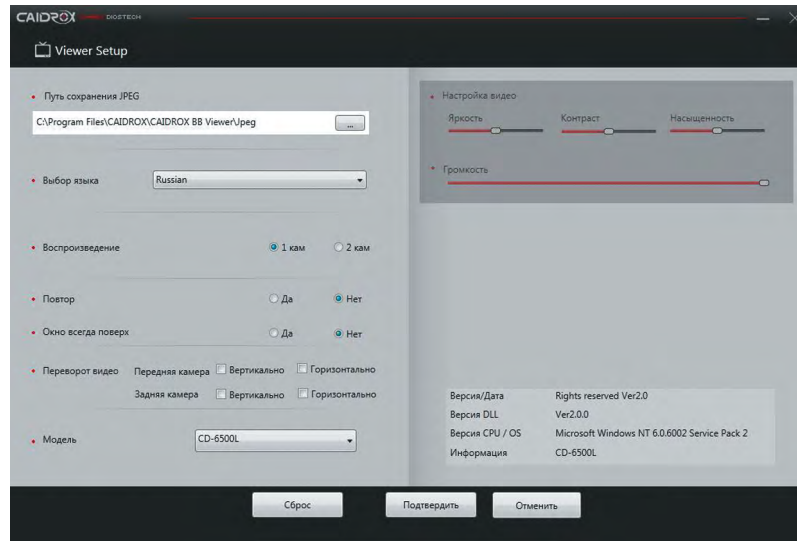 CAIDROX DIOSTECH
Viewer Setup
Путь сохранения JPEG
C:\Program Files\CAIDROX\CAIDROX BB Viewer\Jpeg ...
Выбор языка Russian
Воспроизведение 1 кам 2 кам
Повтор Да Нет
Окно всегда поверх Да Нет
Переворот видео Передняя камера Вертикально Горизонтально
Задняя камера Вертикально Горизонтально
Модель CD-6500L
Настройка видео
Яркость Контраст Насыщенность
Громкость
Версия/Дата Rights reserved Ver2.0
Версия DLL Ver2.0.0
Версия CPU / OS Microsoft Windows NT 6.0.6002 Service Pack 2
Информация CD-6500L
Сброс Подтвердить Отменить